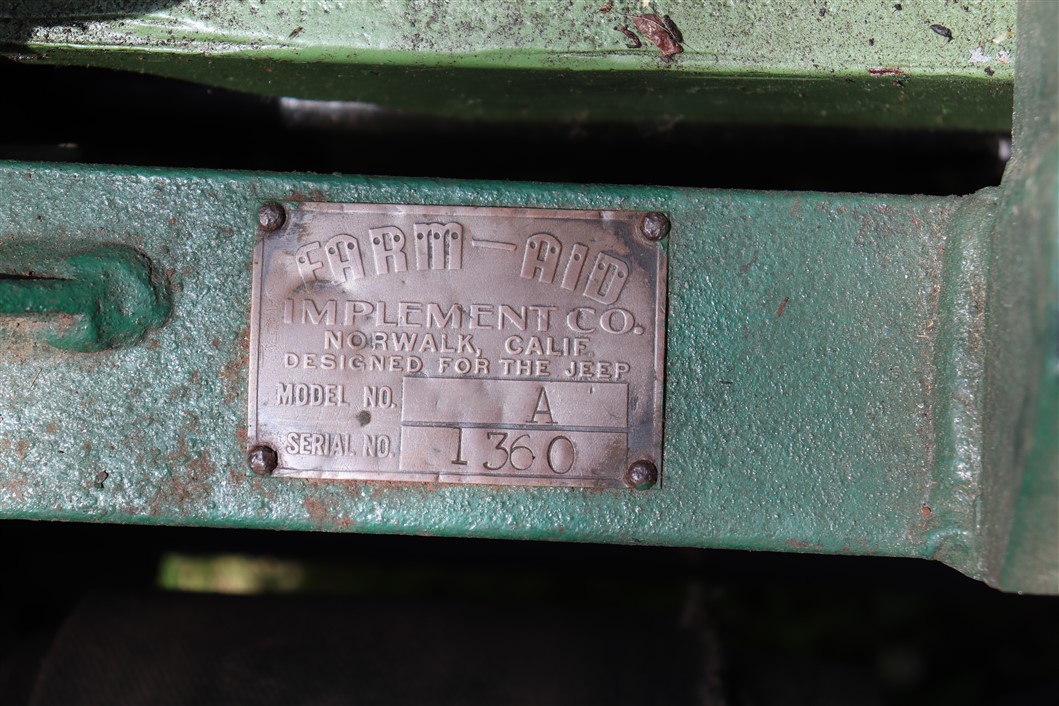 FARM-AID
IMPLEMENT CO.
NORWALK, CALIF.
DESIGNED FOR THE JEEP
MODEL NO. A
SERIAL NO. 1360